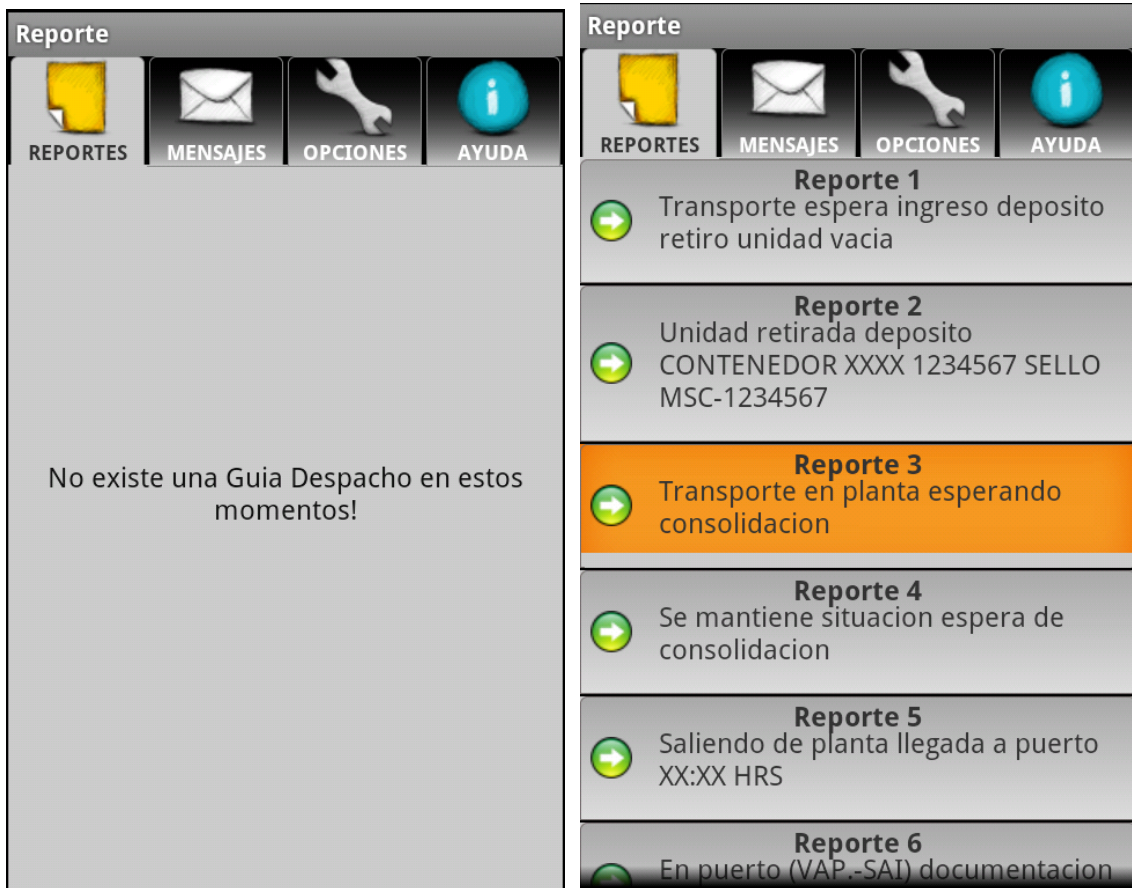 Reporte
REPORTES MENSAJES OPCIONES AYUDA
No existe una Guia Despacho en estos
momentos!
Reporte
REPORTES MENSAJES OPCIONES AYUDA
Reporte 1
Transporte espera ingreso deposito
retiro unidad vacia
Reporte 2
Unidad retirada deposito
CONTENEDOR XXXX 1234567 SELLO
MSC-1234567
Reporte 3
Transporte en planta esperando
consolidacion
Reporte 4
Se mantiene situacion espera de
consolidacion
Reporte 5
Saliendo de planta llegada a puerto
XX:XX HRS
Reporte 6
En puerto (VAP.-SAI) documentacion